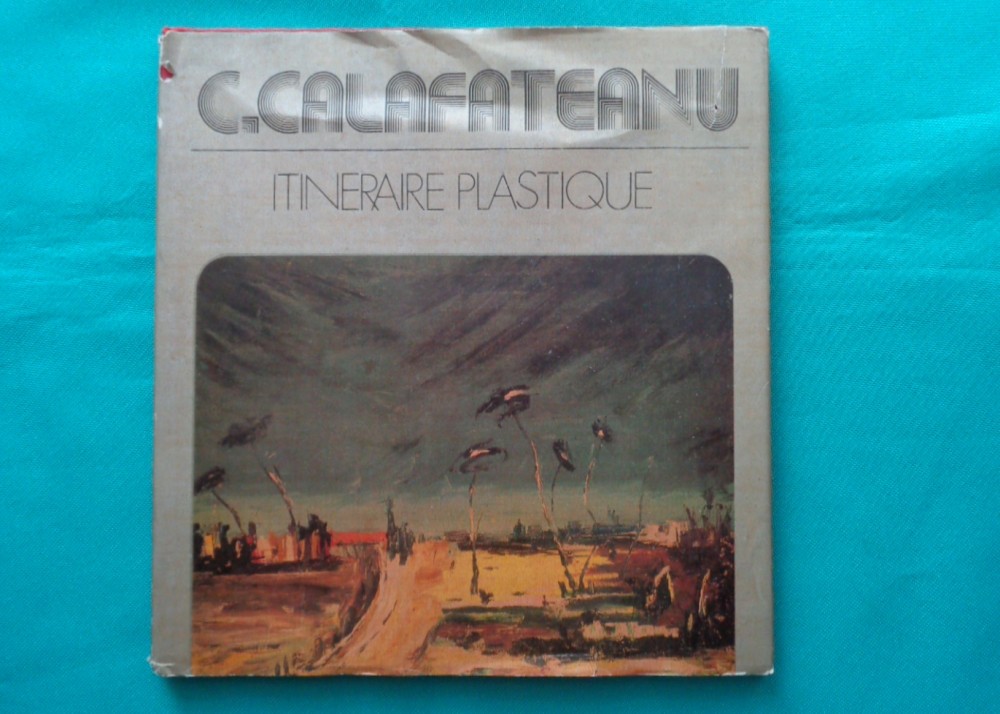 C.CALAFATEANU
ITINERAIRE PLASTIQUE